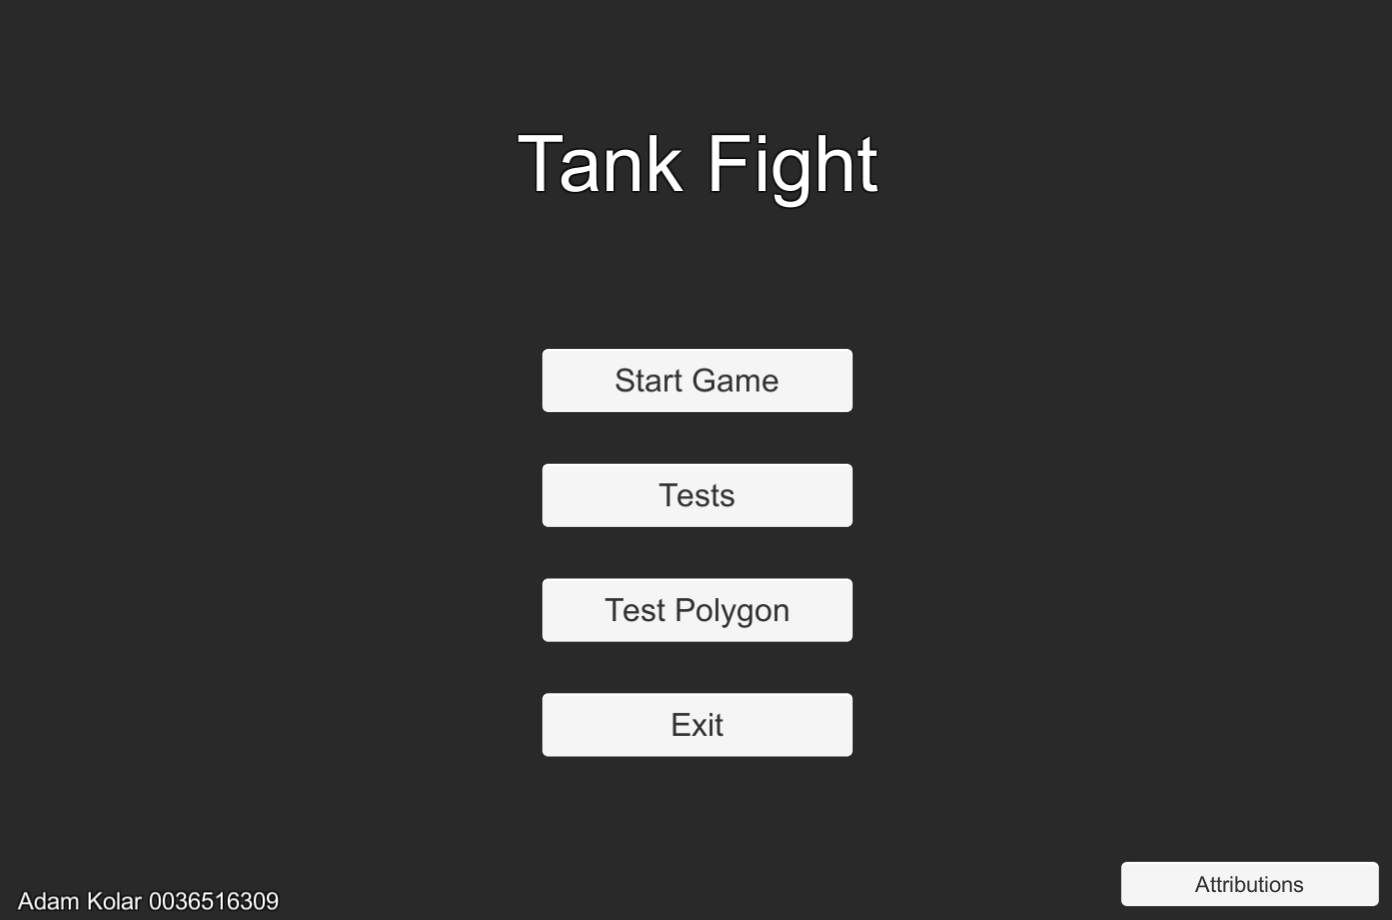 Tank Fight
Start Game
Tests
Test Polygon
Exit
Attributions
Adam Kolar 0036516309